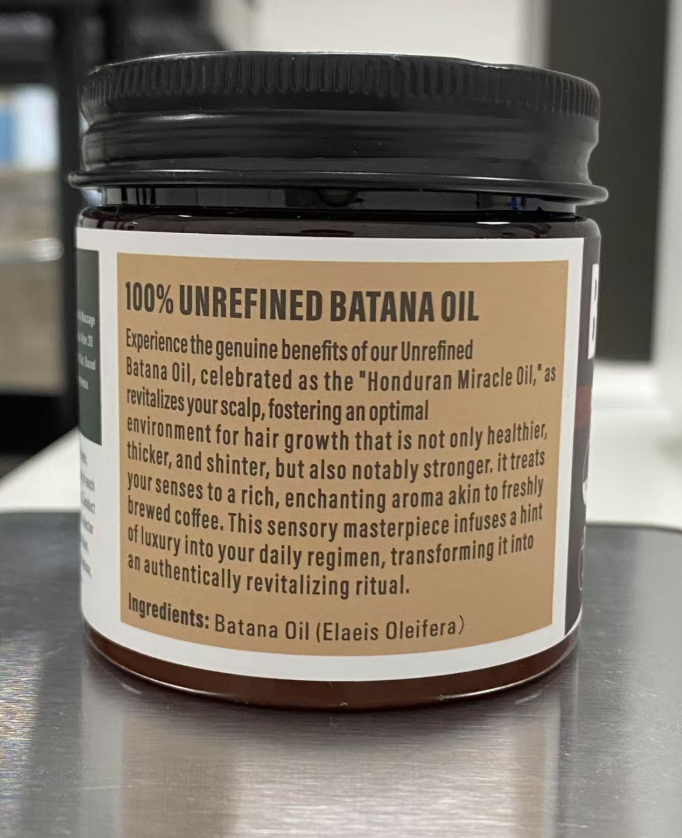 100% UNREFINED BATANA OIL
Experience the genuine benefits of our Unrefined
Batana Oil, celebrated as the "Honduran Miracle Oil," as
revitalizes your scalp, fostering an optimal
environment for hair growth that is not only healthier,
thicker, and shinter, but also notably stronger. it treats
your senses to a rich, enchanting aroma akin to freshly
brewed coffee. This sensory masterpiece infuses a hint
of luxury into your daily regimen, transforming it into
an authentically revitalizing ritual.
Ingredients: Batana Oil (Elaeis Oleifera)